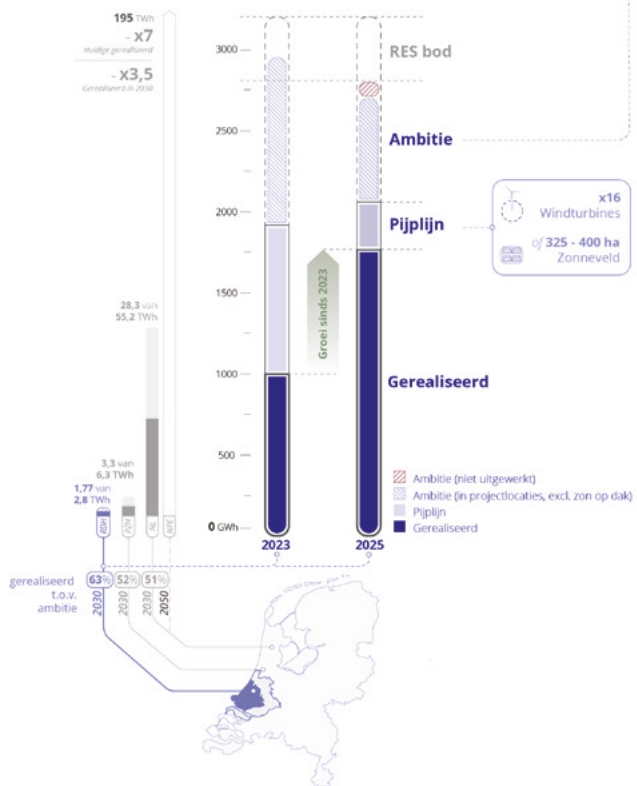 195 TWh
- x7
Huidige gerealiseerd
- x3,5
Gerealiseerd in 2030
3000
2500
2000
1500
1000
500
0 GWh
RES bod
Ambitie
Pijplijn
Gerealiseerd
Groei sinds 2023
x16
Windturbines
of 325 - 400 ha
Zonneveld
28,3 van
55,2 TWh
3,3 van
6,3 TWh
1,77 van
2,8 TWh
RDH
PZH
NL
NPE
Ambitie (niet uitgewerkt)
Ambitie (in projectlocaties, excl. zon op dak)
Pijplijn
Gerealiseerd
2023
2025
gerealiseerd
t.o.v.
ambitie
63%
52%
51%
2030
2030
2030
2050